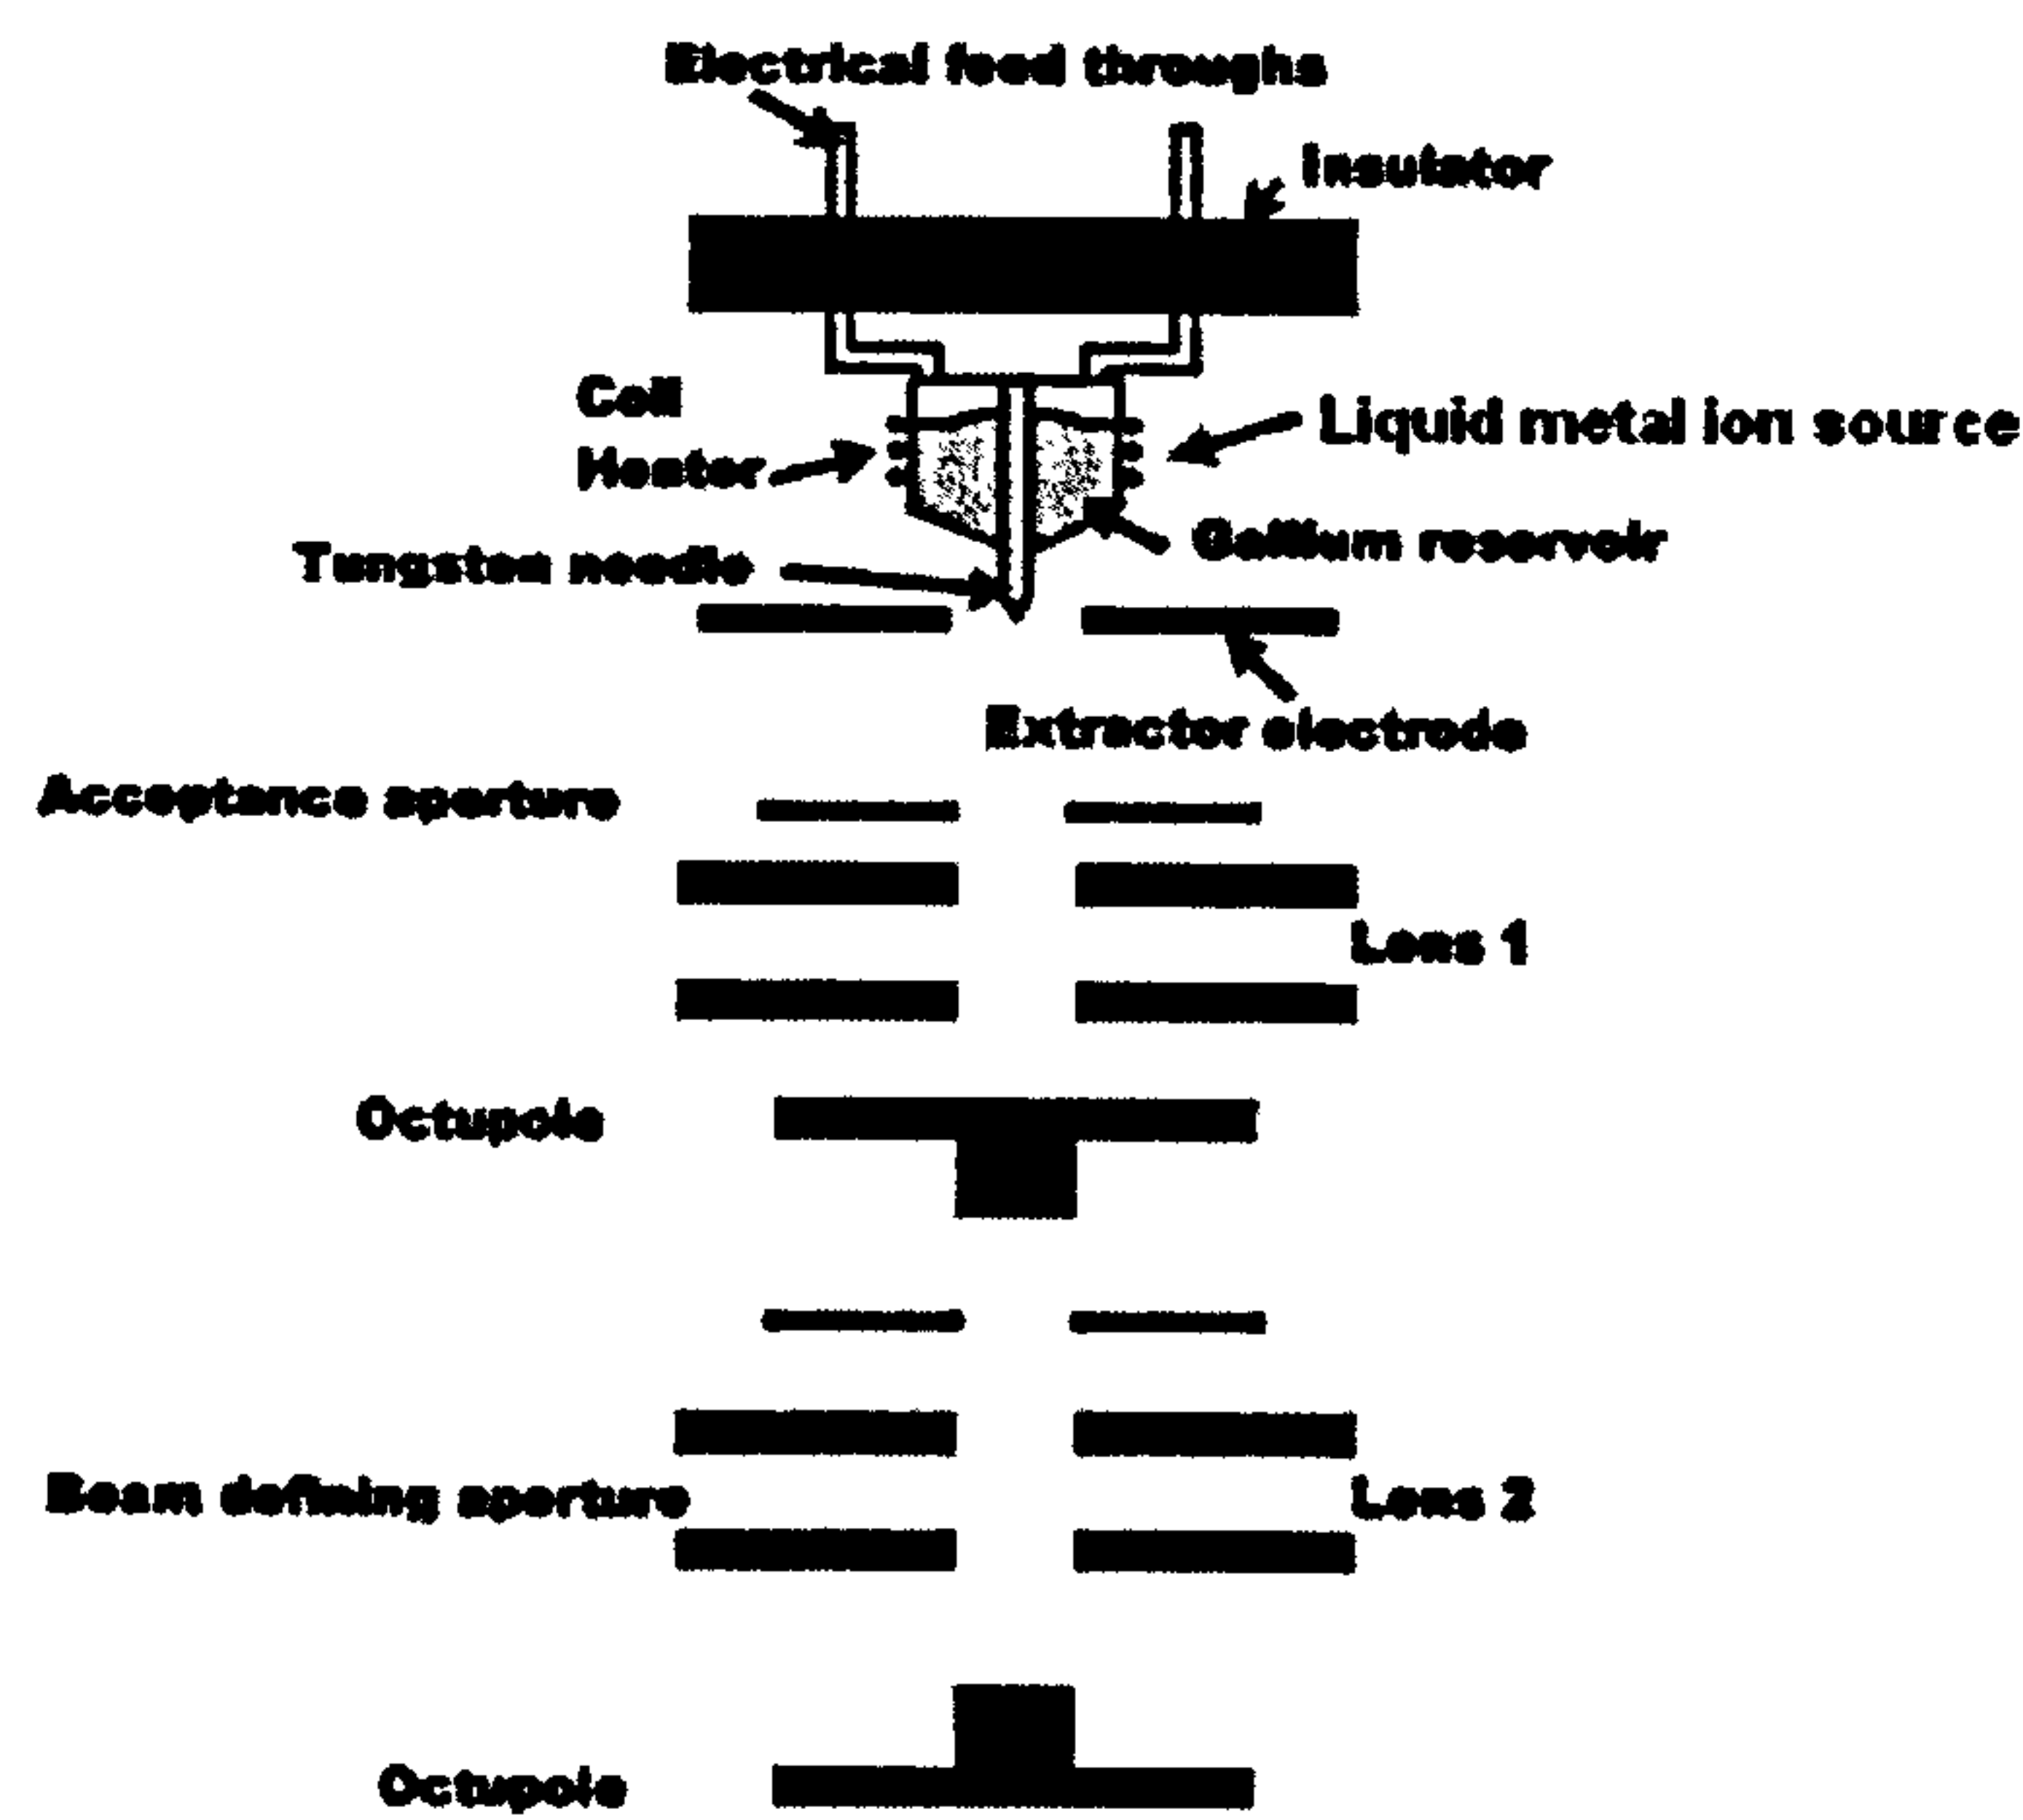 Electrical feed throughs
Insulator
Coil
Heater
Liquid metal ion source
Gallium reservoir
Tungsten needle
Extractor electrode
Acceptance aperture
Lens 1
Octupole
Beam defining aperture
Lens 2
Octupole